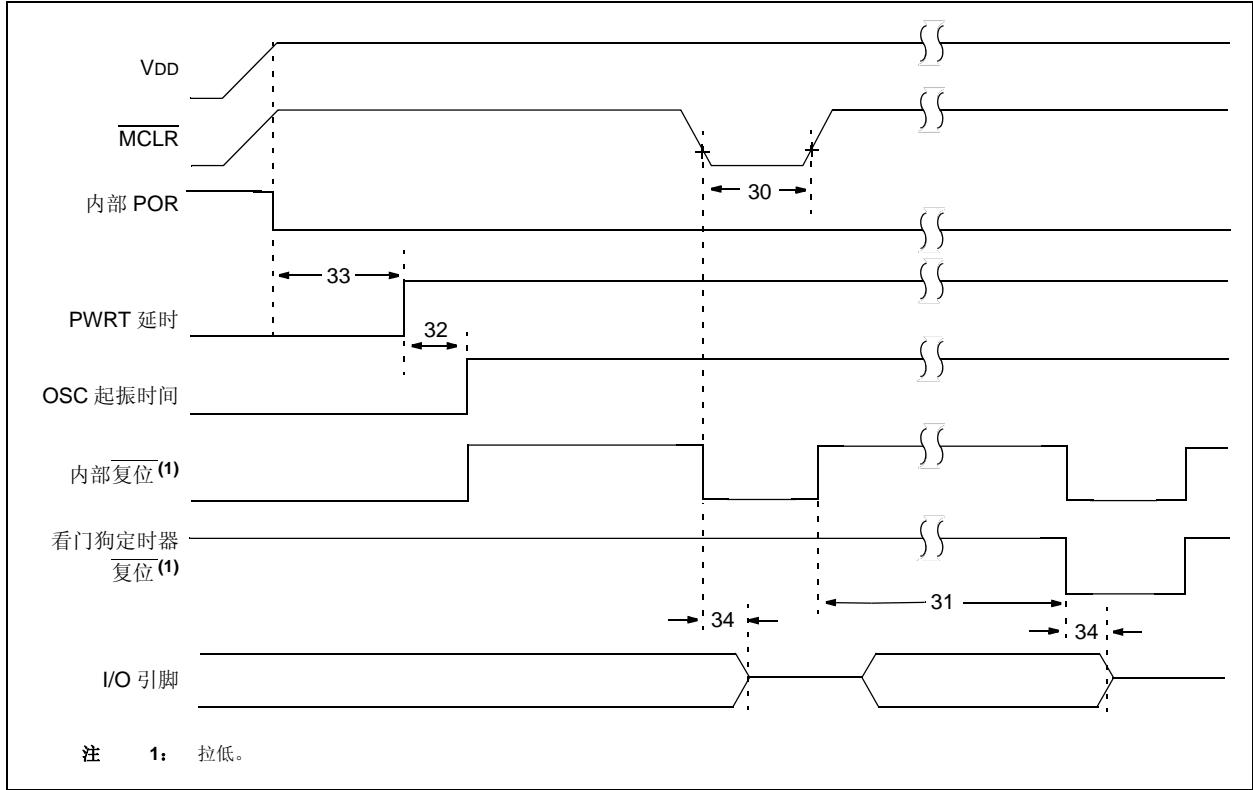 VDD
MCLR
30
内部 POR
33
PWRT 延时
32
OSC 起振时间
内部复位(1)
看门狗定时器
复位(1)
31
34
34
I/O 引脚
注 1： 拉低。